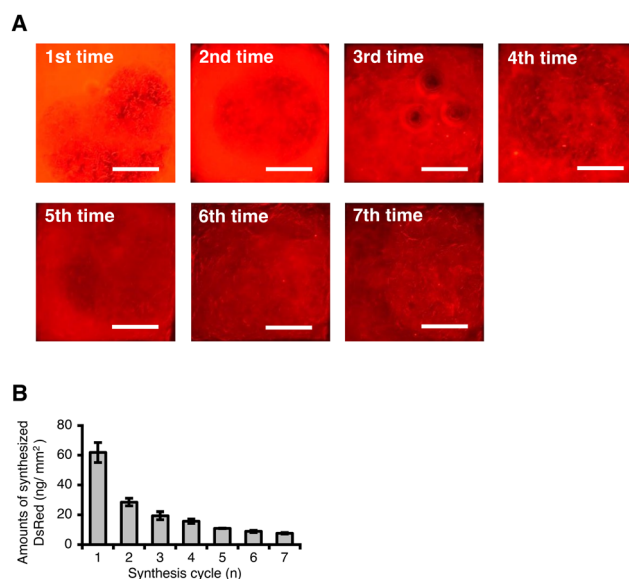 A
1st time
2nd time
3rd time
4th time
5th time
6th time
7th time
B
Amounts of synthesized
DsRed (ng/ mm²)
80
60
40
20
0
1 2 3 4 5 6 7
Synthesis cycle (n)